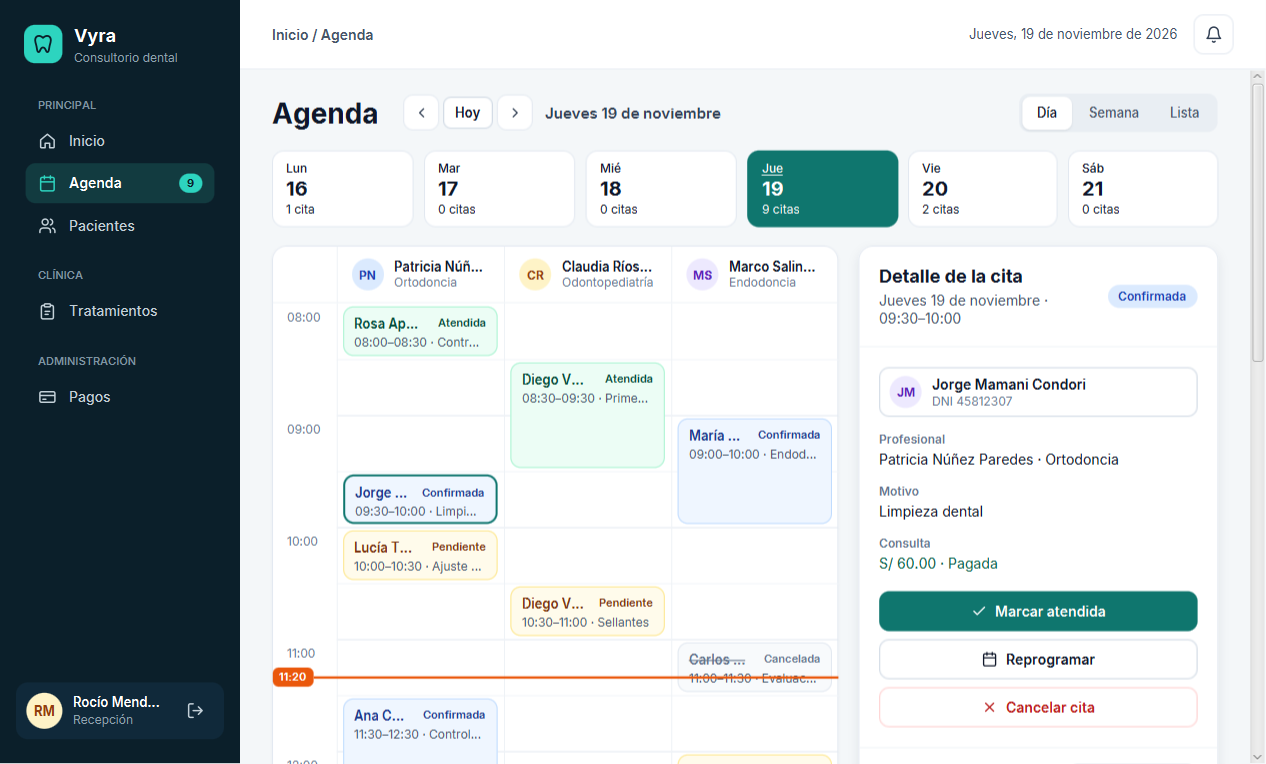 Vyra
Consultorio dental
PRINCIPAL
Inicio
Agenda
9
Pacientes
CLÍNICA
Tratamientos
ADMINISTRACIÓN
Pagos
RM
Rocío Mend...
Recepción
Inicio / Agenda
Jueves, 19 de noviembre de 2026
Agenda
Hoy
Jueves 19 de noviembre
Día
Semana
Lista
Lun
16
1 cita
Mar
17
0 citas
Mié
18
0 citas
Jue
19
9 citas
Vie
20
2 citas
Sáb
21
0 citas
PN
Patricia Núñ...
Ortodoncia
CR
Claudia Ríos...
Odontopediatría
MS
Marco Salin...
Endodoncia
08:00
Rosa Ap... Atendida
08:00–08:30 · Contr...
Diego V... Atendida
08:30–09:30 · Prime...
09:00
María ... Confirmada
09:00–10:00 · Endod...
Jorge ... Confirmada
09:30–10:00 · Limpi...
10:00
Lucía T... Pendiente
10:00–10:30 · Ajuste ...
Diego V... Pendiente
10:30–11:00 · Sellantes
11:00
Carlos ... Cancelada
11:00–11:30 · Evaluac...
11:20
Ana C... Confirmada
11:30–12:30 · Control...
12:00
Detalle de la cita
Jueves 19 de noviembre ·
09:30–10:00
Confirmada
JM
Jorge Mamani Condori
DNI 45812307
Profesional
Patricia Núñez Paredes · Ortodoncia
Motivo
Limpieza dental
Consulta
S/ 60.00 · Pagada
Marcar atendida
Reprogramar
Cancelar cita